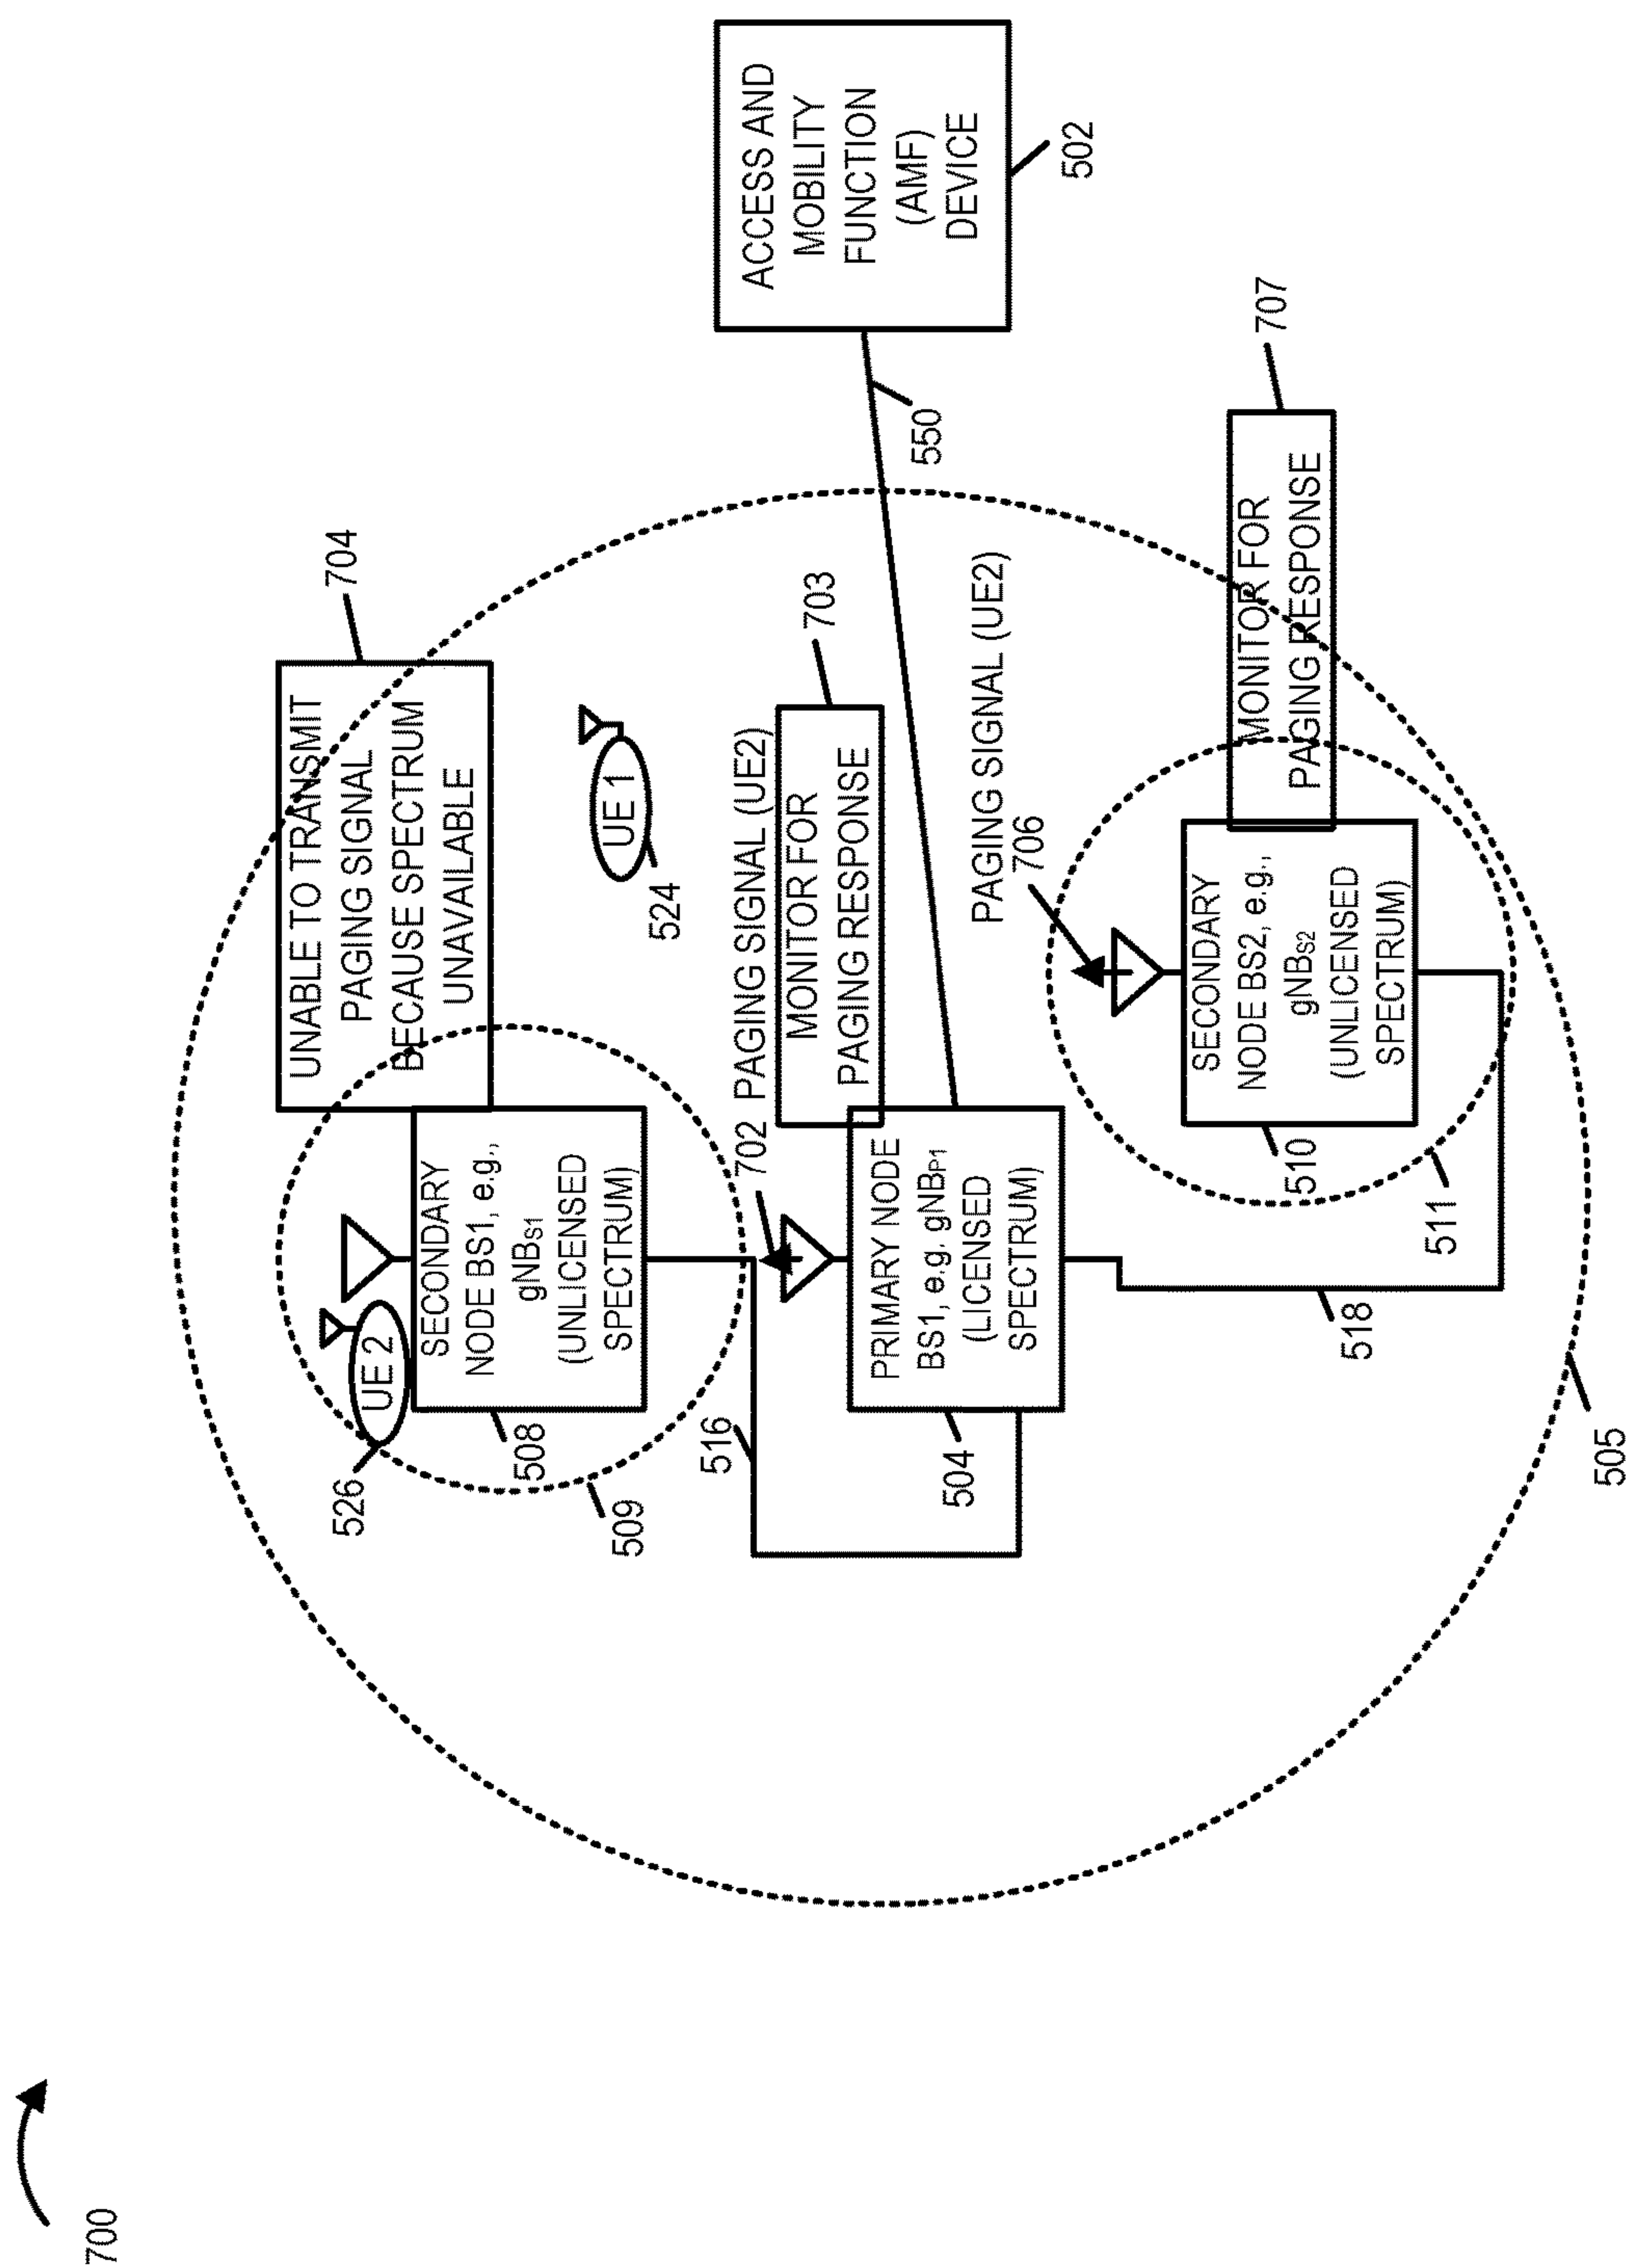 700
UNABLE TO TRANSMIT
PAGING SIGNAL
BECAUSE SPECTRUM
UNAVAILABLE
704
526
UE 2
SECONDARY
NODE BS1, e.g.,
gNBS1
(UNLICENSED
SPECTRUM)
508
509
UE 1
524
516
702
PAGING SIGNAL (UE2)
MONITOR FOR
PAGING RESPONSE
703
PRIMARY NODE
BS1, e.g. gNBP1
(LICENSED
SPECTRUM)
504
ACCESS AND
MOBILITY
FUNCTION
(AMF)
DEVICE
502
550
PAGING SIGNAL (UE2)
706
SECONDARY
NODE BS2, e.g.,
gNBS2
(UNLICENSED
SPECTRUM)
510
511
MONITOR FOR
PAGING RESPONSE
707
518
505